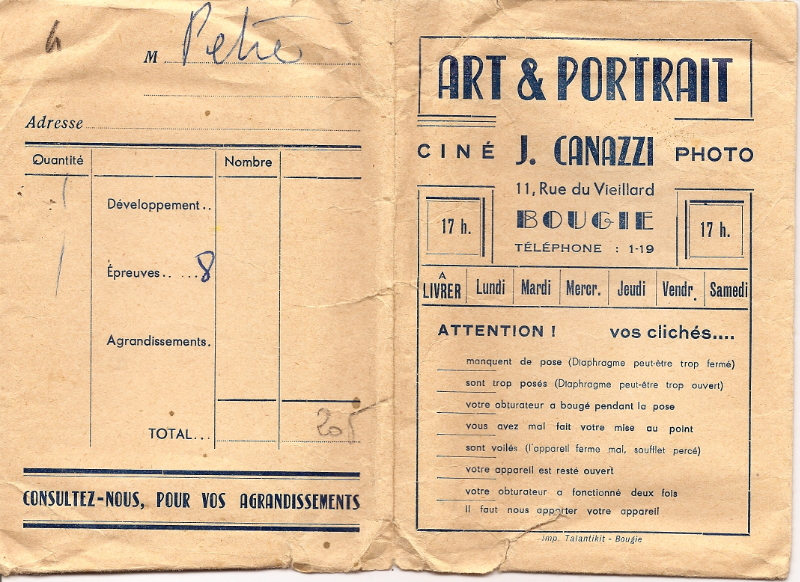 M Petre
Adresse
Quantité Nombre
Développement..
Épreuves.. ... 8
Agrandissements.
TOTAL... 205
CONSULTEZ-NOUS, POUR VOS AGRANDISSEMENTS
ART & PORTRAIT
CINÉ J. CANAZZI PHOTO
11, Rue du Vieillard
17 h. BOUGIE 17 h.
TÉLÉPHONE : 1-19
A LIVRER Lundi Mardi Mercr. Jeudi Vendr. Samedi
ATTENTION ! vos clichés....
manquent de pose (Diaphragme peut-être trop fermé)
sont trop posés (Diaphragme peut-être trop ouvert)
votre obturateur a bougé pendant la pose
vous avez mal fait votre mise au point
sont voilés (l'appareil ferme mal, soufflet percé)
votre appareil est resté ouvert
votre obturateur a fonctionné deux fois
Il faut nous apporter votre appareil
Imp. Talantikit - Bougie